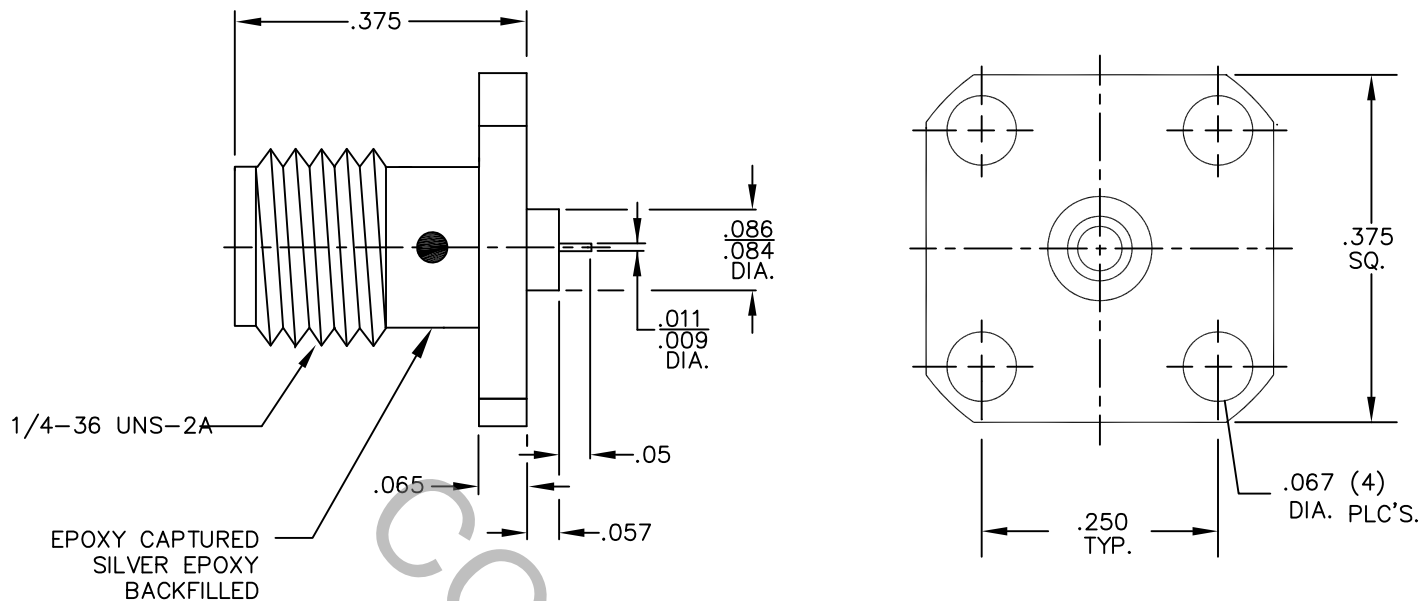 .375
.086
.084
DIA.
.011
.009
DIA.
1/4-36 UNS-2A
.05
.065
.057
EPOXY CAPTURED
SILVER EPOXY
BACKFILLED
.375
SQ.
.067 (4)
DIA. PLC'S.
.250
TYP.
CO